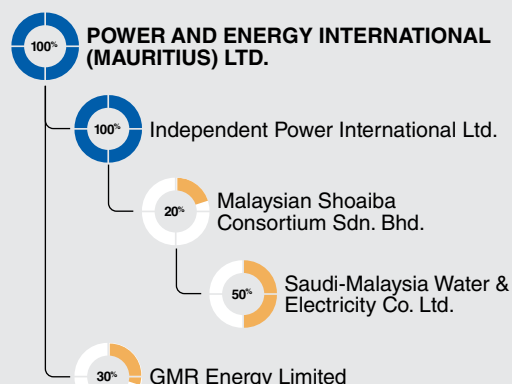 100%
POWER AND ENERGY INTERNATIONAL
(MAURITIUS) LTD.
100%
Independent Power International Ltd.
20%
Malaysian Shoaiba
Consortium Sdn. Bhd.
50%
Saudi-Malaysia Water &
Electricity Co. Ltd.
30%
GMR Energy Limited